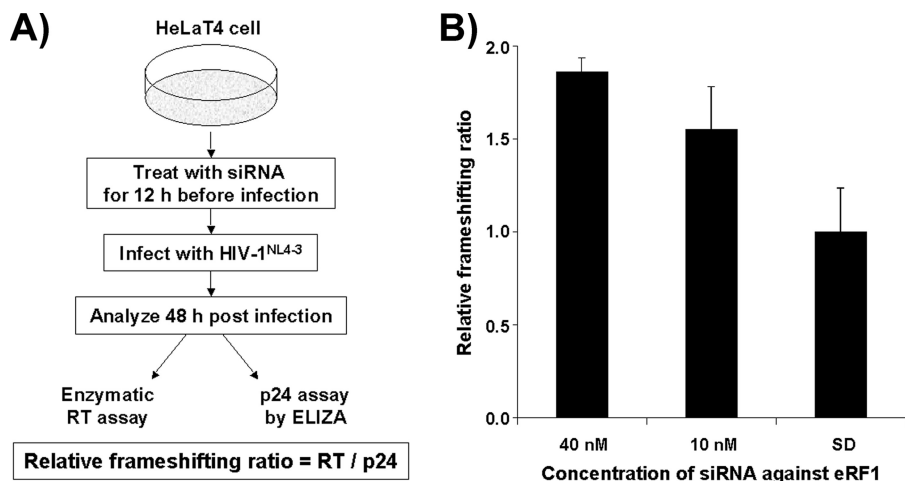 A)
HeLaT4 cell
Treat with siRNA
for 12 h before infection
Infect with HIV-1NL4-3
Analyze 48 h post infection
Enzymatic
RT assay
p24 assay
by ELIZA
Relative frameshifting ratio = RT / p24
B)
Relative frameshifting ratio
2.0
1.5
1.0
0.5
0.0
40 nM
10 nM
SD
Concentration of siRNA against eRF1